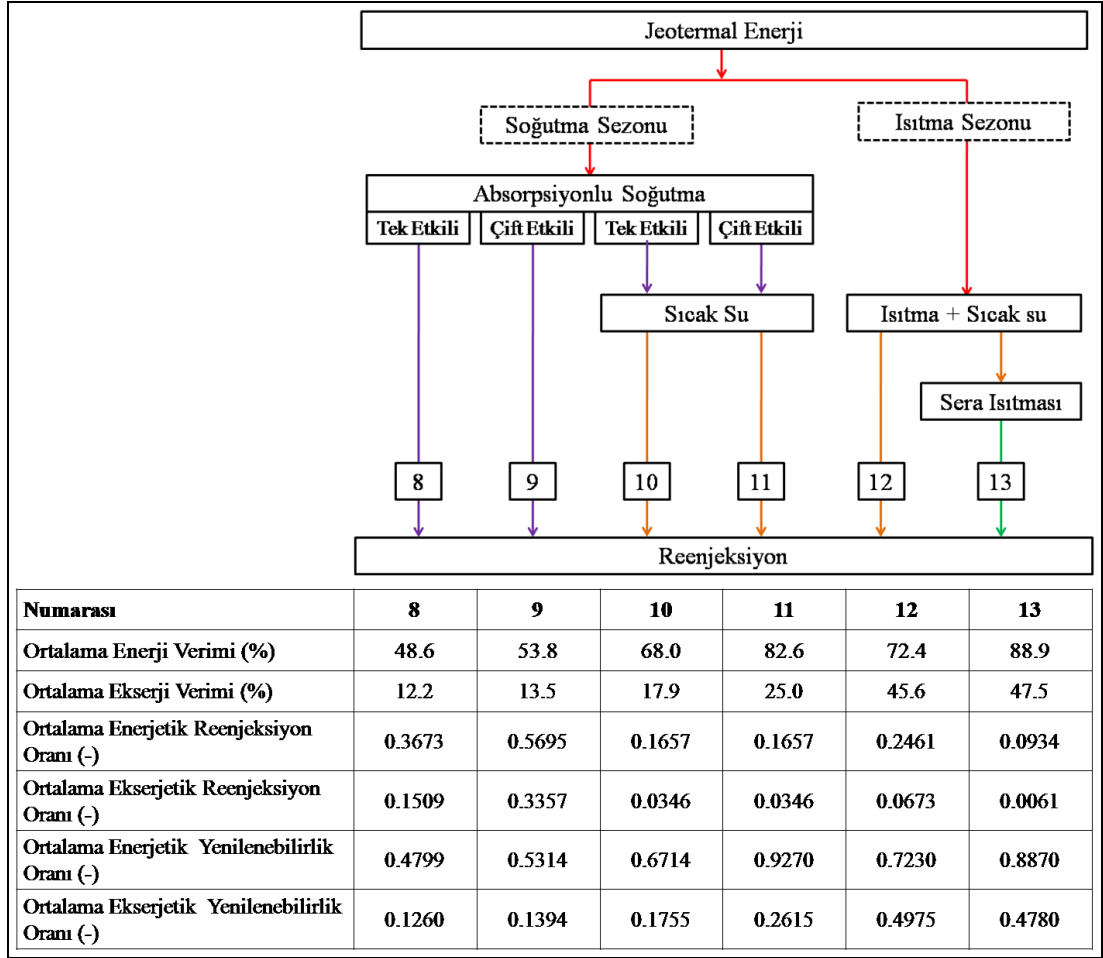 Jeotermal Enerji
Soğutma Sezonu
Isıtma Sezonu
Absorpsiyonlu Soğutma
Tek Etkili
Çift Etkili
Tek Etkili
Çift Etkili
Sıcak Su
Isıtma + Sıcak su
Sera Isıtması
8
9
10
11
12
13
Reenjeksiyon
Numarası 8 9 10 11 12 13
Ortalama Enerji Verimi (%) 48.6 53.8 68.0 82.6 72.4 88.9
Ortalama Ekserji Verimi (%) 12.2 13.5 17.9 25.0 45.6 47.5
Ortalama Enerjetik Reenjeksiyon
Oranı (-) 0.3673 0.5695 0.1657 0.1657 0.2461 0.0934
Ortalama Ekserjetik Reenjeksiyon
Oranı (-) 0.1509 0.3357 0.0346 0.0346 0.0673 0.0061
Ortalama Enerjetik Yenilenebilirlik
Oranı (-) 0.4799 0.5314 0.6714 0.9270 0.7230 0.8870
Ortalama Ekserjetik Yenilenebilirlik
Oranı (-) 0.1260 0.1394 0.1755 0.2615 0.4975 0.4780